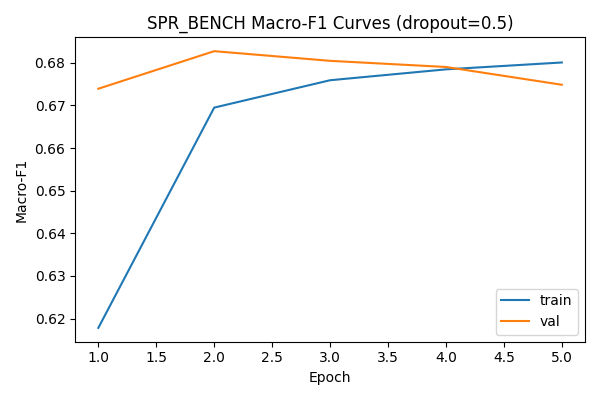 SPR_BENCH Macro-F1 Curves (dropout=0.5)
0.68
0.67
0.66
0.65
0.64
0.63
0.62
Macro-F1
train
val
1.0 1.5 2.0 2.5 3.0 3.5 4.0 4.5 5.0
Epoch